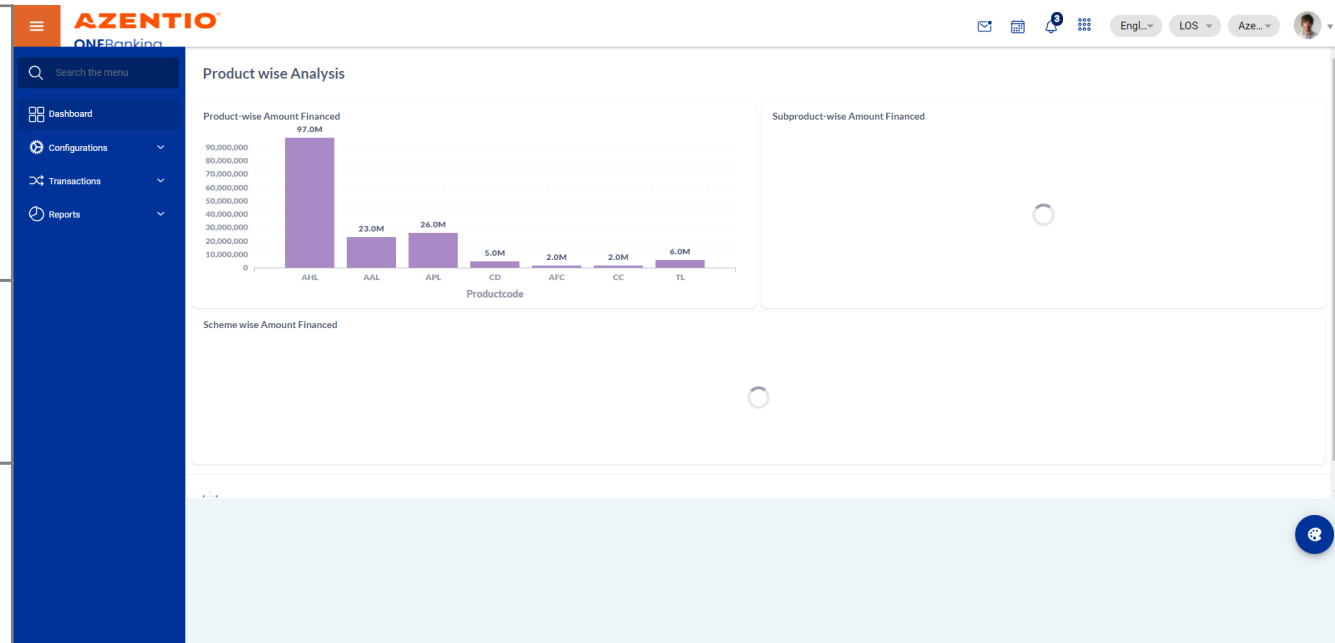 AZENTIO
ONEBanking
3
Engl...
LOS
Aze...
Search the menu
Dashboard
Configurations
Transactions
Reports
Product wise Analysis
Product-wise Amount Financed
97.0M
90,000,000
80,000,000
70,000,000
60,000,000
50,000,000
40,000,000
30,000,000
20,000,000
10,000,000
0
23.0M
26.0M
5.0M
2.0M
2.0M
6.0M
AHL AAL APL CD AFC CC TL
Productcode
Subproduct-wise Amount Financed
Scheme wise Amount Financed